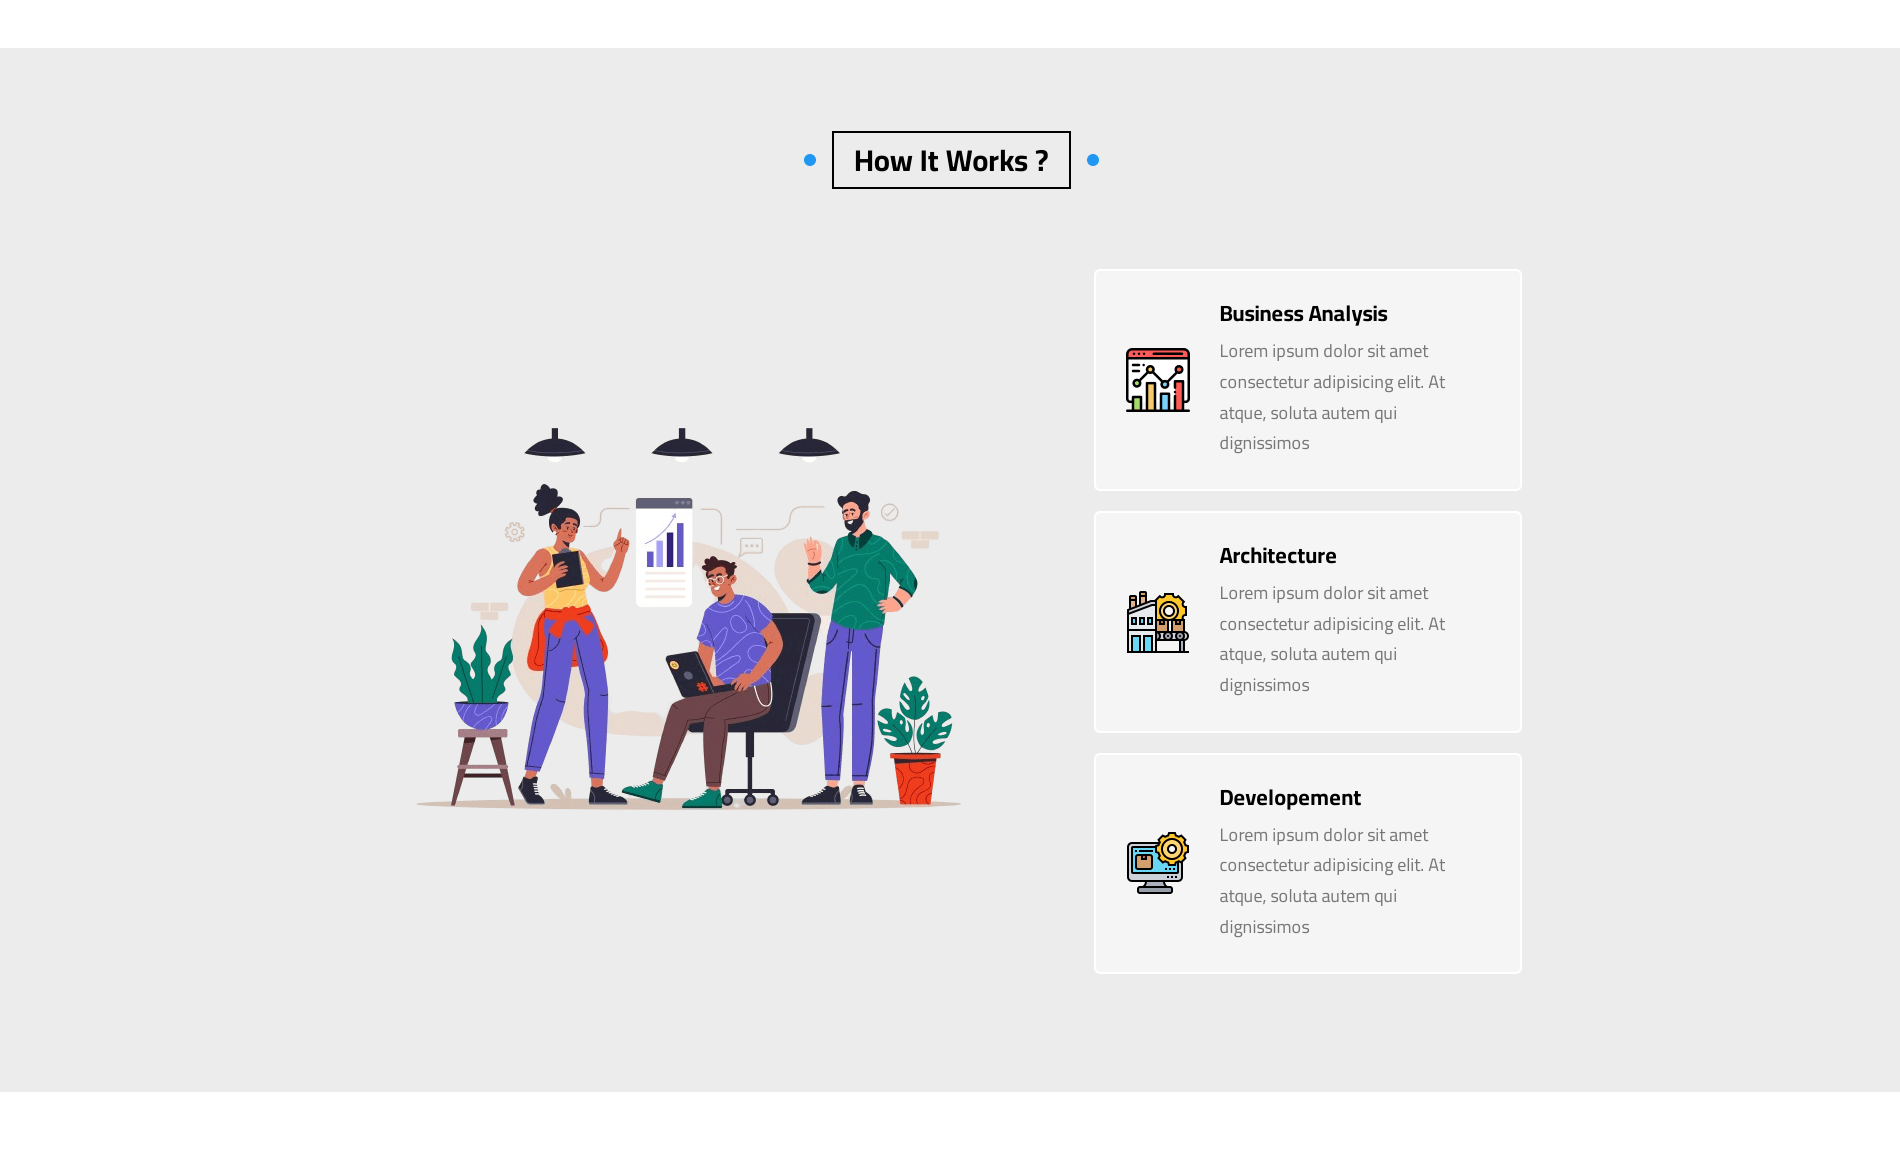 How It Works ?
Business Analysis
Lorem ipsum dolor sit amet
consectetur adipisicing elit. At
atque, soluta autem qui
dignissimos
Architecture
Lorem ipsum dolor sit amet
consectetur adipisicing elit. At
atque, soluta autem qui
dignissimos
Developement
Lorem ipsum dolor sit amet
consectetur adipisicing elit. At
atque, soluta autem qui
dignissimos